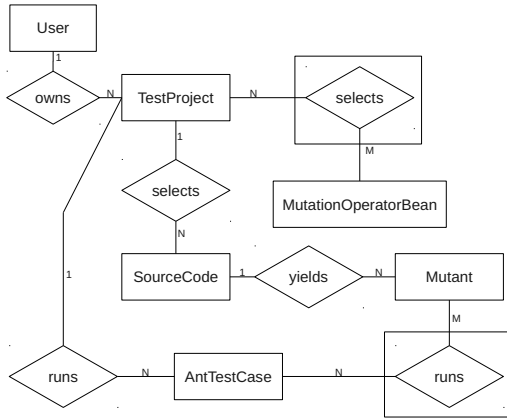 User
1
owns
N
TestProject
N
selects
1
M
selects
MutationOperatorBean
N
SourceCode
1
yields
N
Mutant
1
M
runs
N
AntTestCase
N
runs